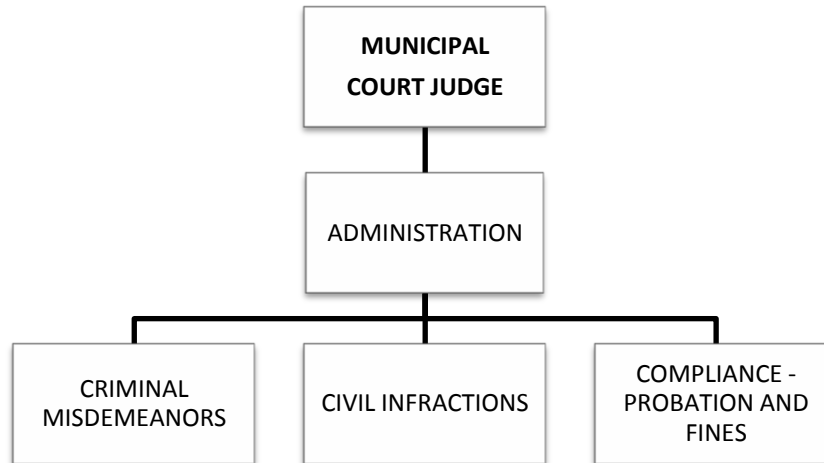 MUNICIPAL
COURT JUDGE
ADMINISTRATION
CRIMINAL
MISDEMEANORS
CIVIL INFRACTIONS
COMPLIANCE -
PROBATION AND
FINES